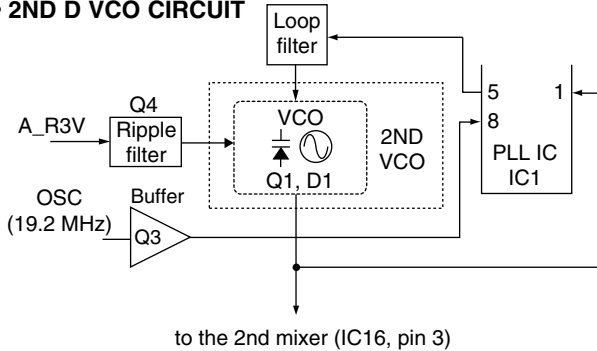 2ND D VCO CIRCUIT
Loop
filter
A_R3V
Q4
Ripple
filter
VCO
Q1, D1
2ND
VCO
5
8
1
PLL IC
IC1
OSC
(19.2 MHz)
Buffer
Q3
to the 2nd mixer (IC16, pin 3)